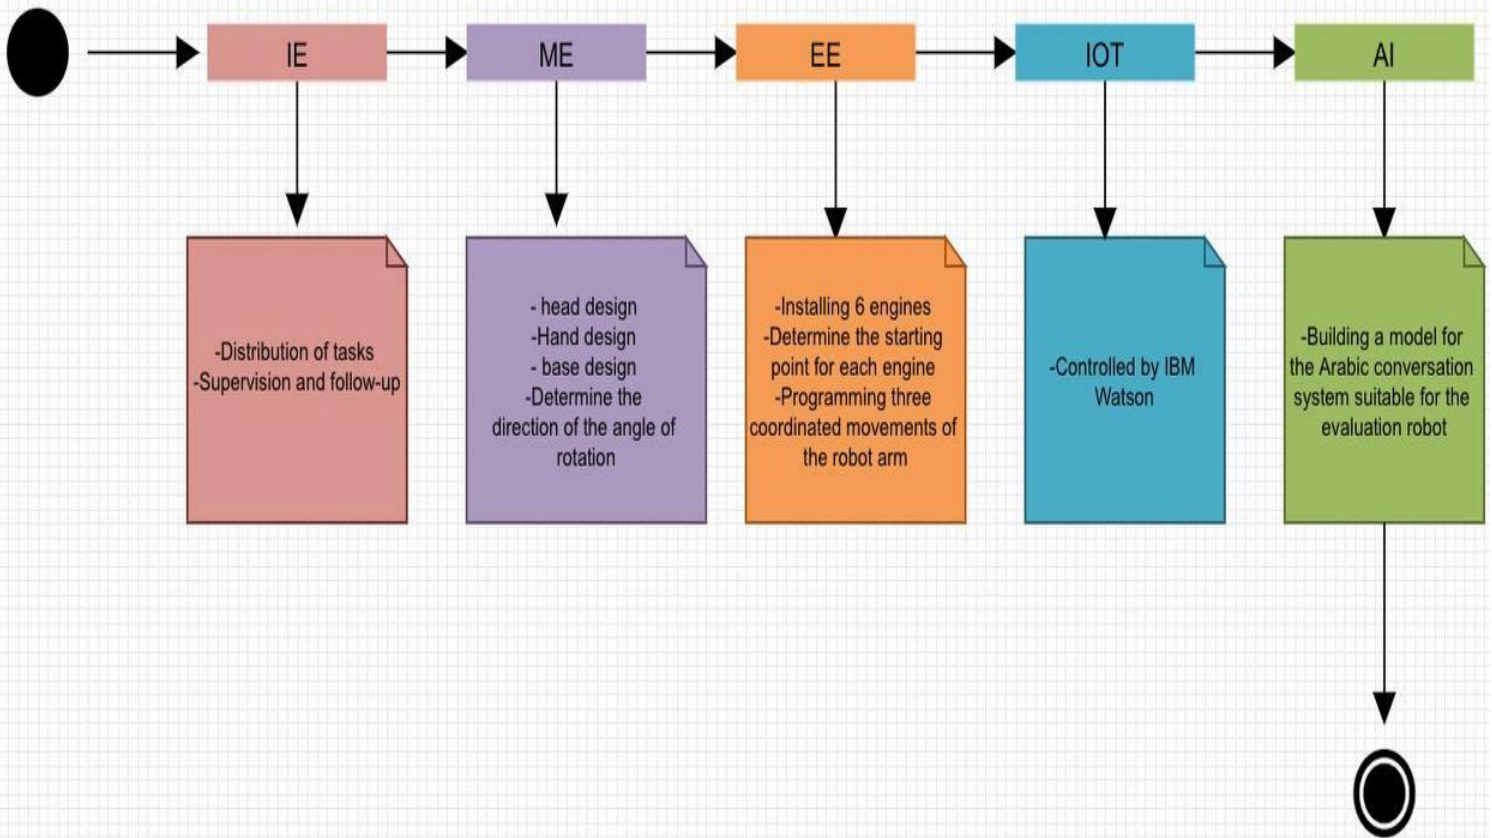 IE
ME
EE
IOT
AI
-Distribution of tasks
-Supervision and follow-up
- head design
-Hand design
- base design
-Determine the
direction of the angle of
rotation
-Installing 6 engines
-Determine the starting
point for each engine
-Programming three
coordinated movements of
the robot arm
-Controlled by IBM
Watson
-Building a model for
the Arabic conversation
system suitable for the
evaluation robot